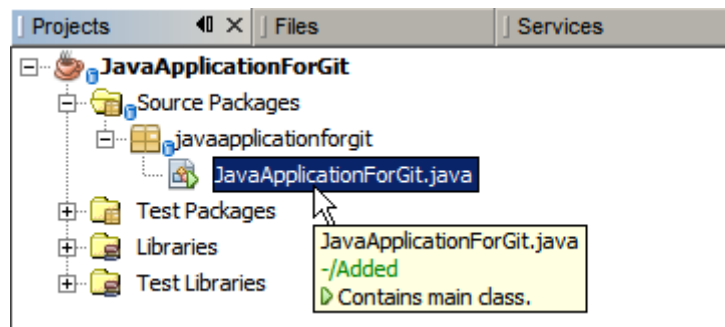 Projects
Files
Services
JavaApplicationForGit
Source Packages
javaapplicationforgit
JavaApplicationForGit.java
Test Packages
Libraries
Test Libraries
JavaApplicationForGit.java
-/Added
Contains main class.